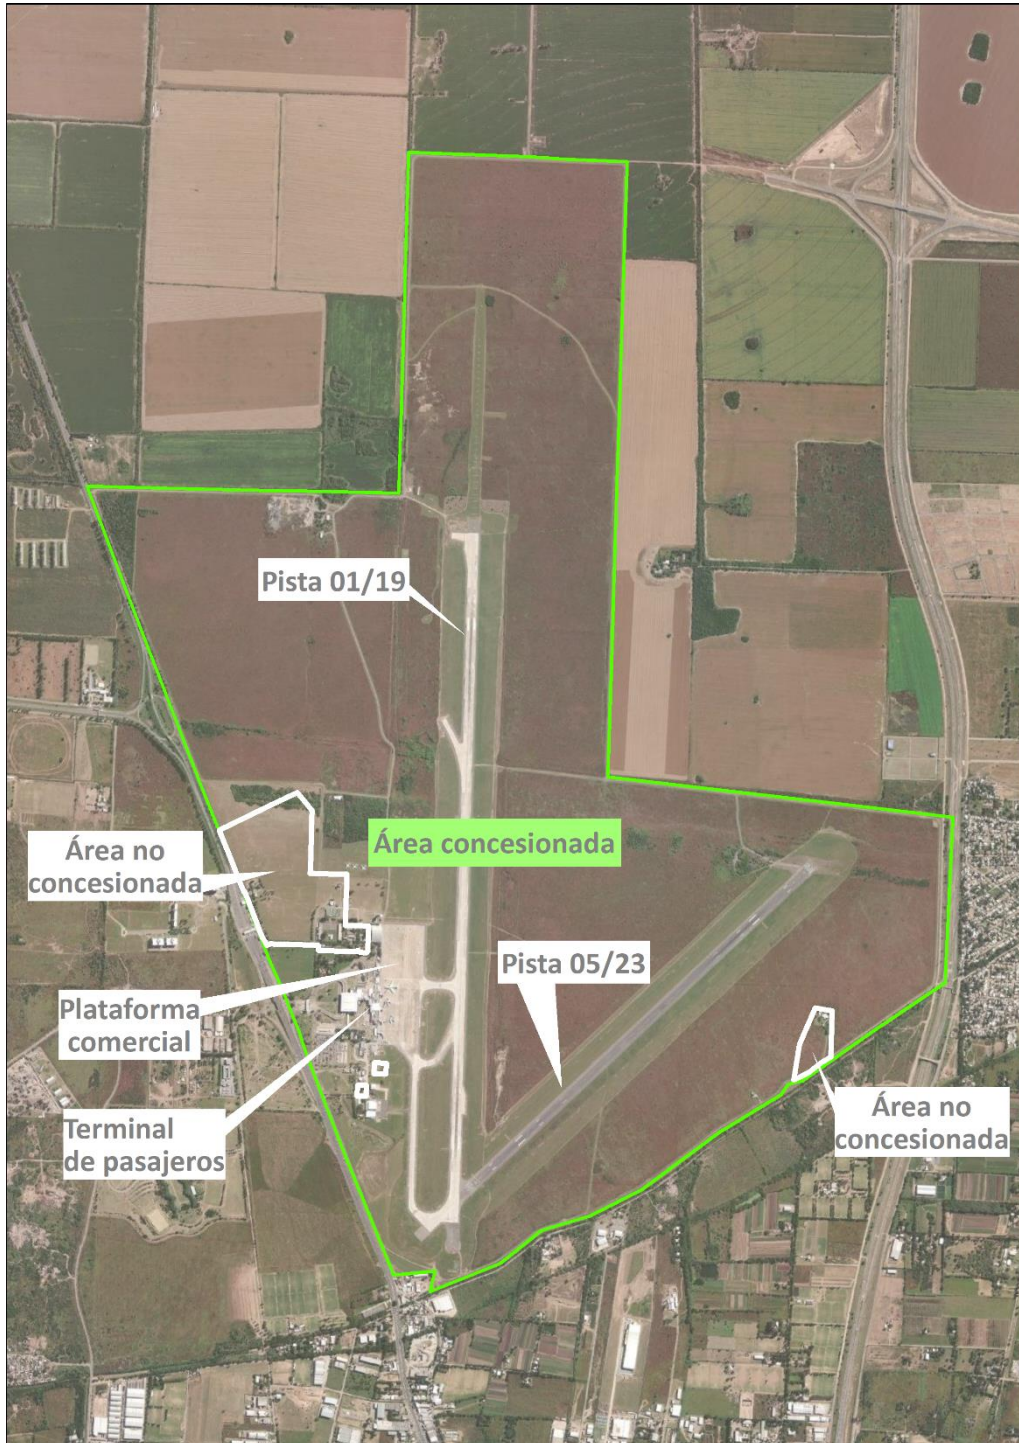 Pista 01/19
Área concesionada
Área no
concesionada
Pista 05/23
Plataforma
comercial
Área no
concesionada
Terminal
de pasajeros